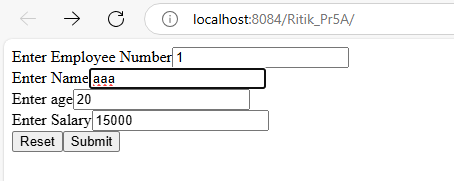 localhost:8084/Ritik_Pr5A/
Enter Employee Number 1
Enter Name aaa
Enter age 20
Enter Salary 15000
Reset Submit